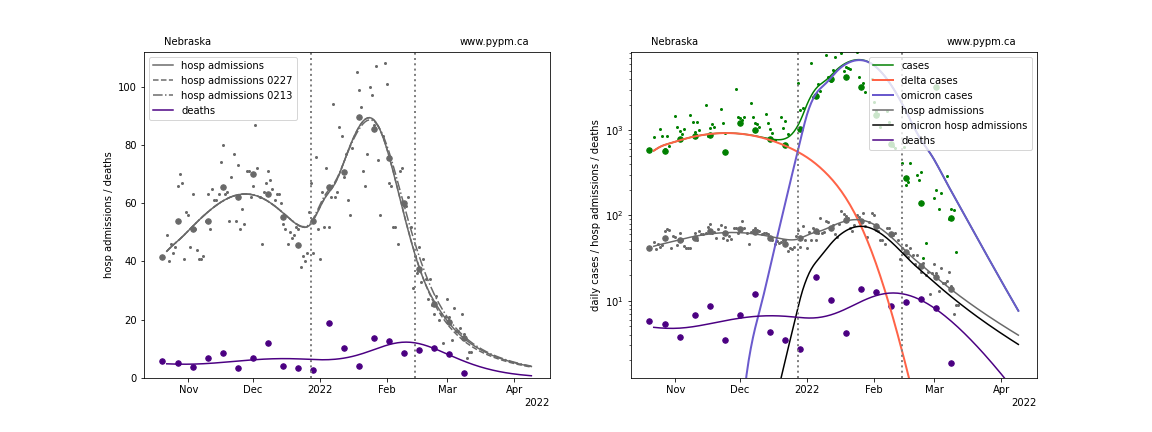 Nebraska
www.pypm.ca
hosp admissions
hosp admissions 0227
hosp admissions 0213
deaths
hosp admissions / deaths
100
80
60
40
20
0
Nov
Dec
2022
Feb
Mar
Apr
2022
Nebraska
www.pypm.ca
cases
delta cases
omicron cases
hosp admissions
omicron hosp admissions
deaths
daily cases / hosp admissions / deaths
10³
10²
10¹
Nov
Dec
2022
Feb
Mar
Apr
2022